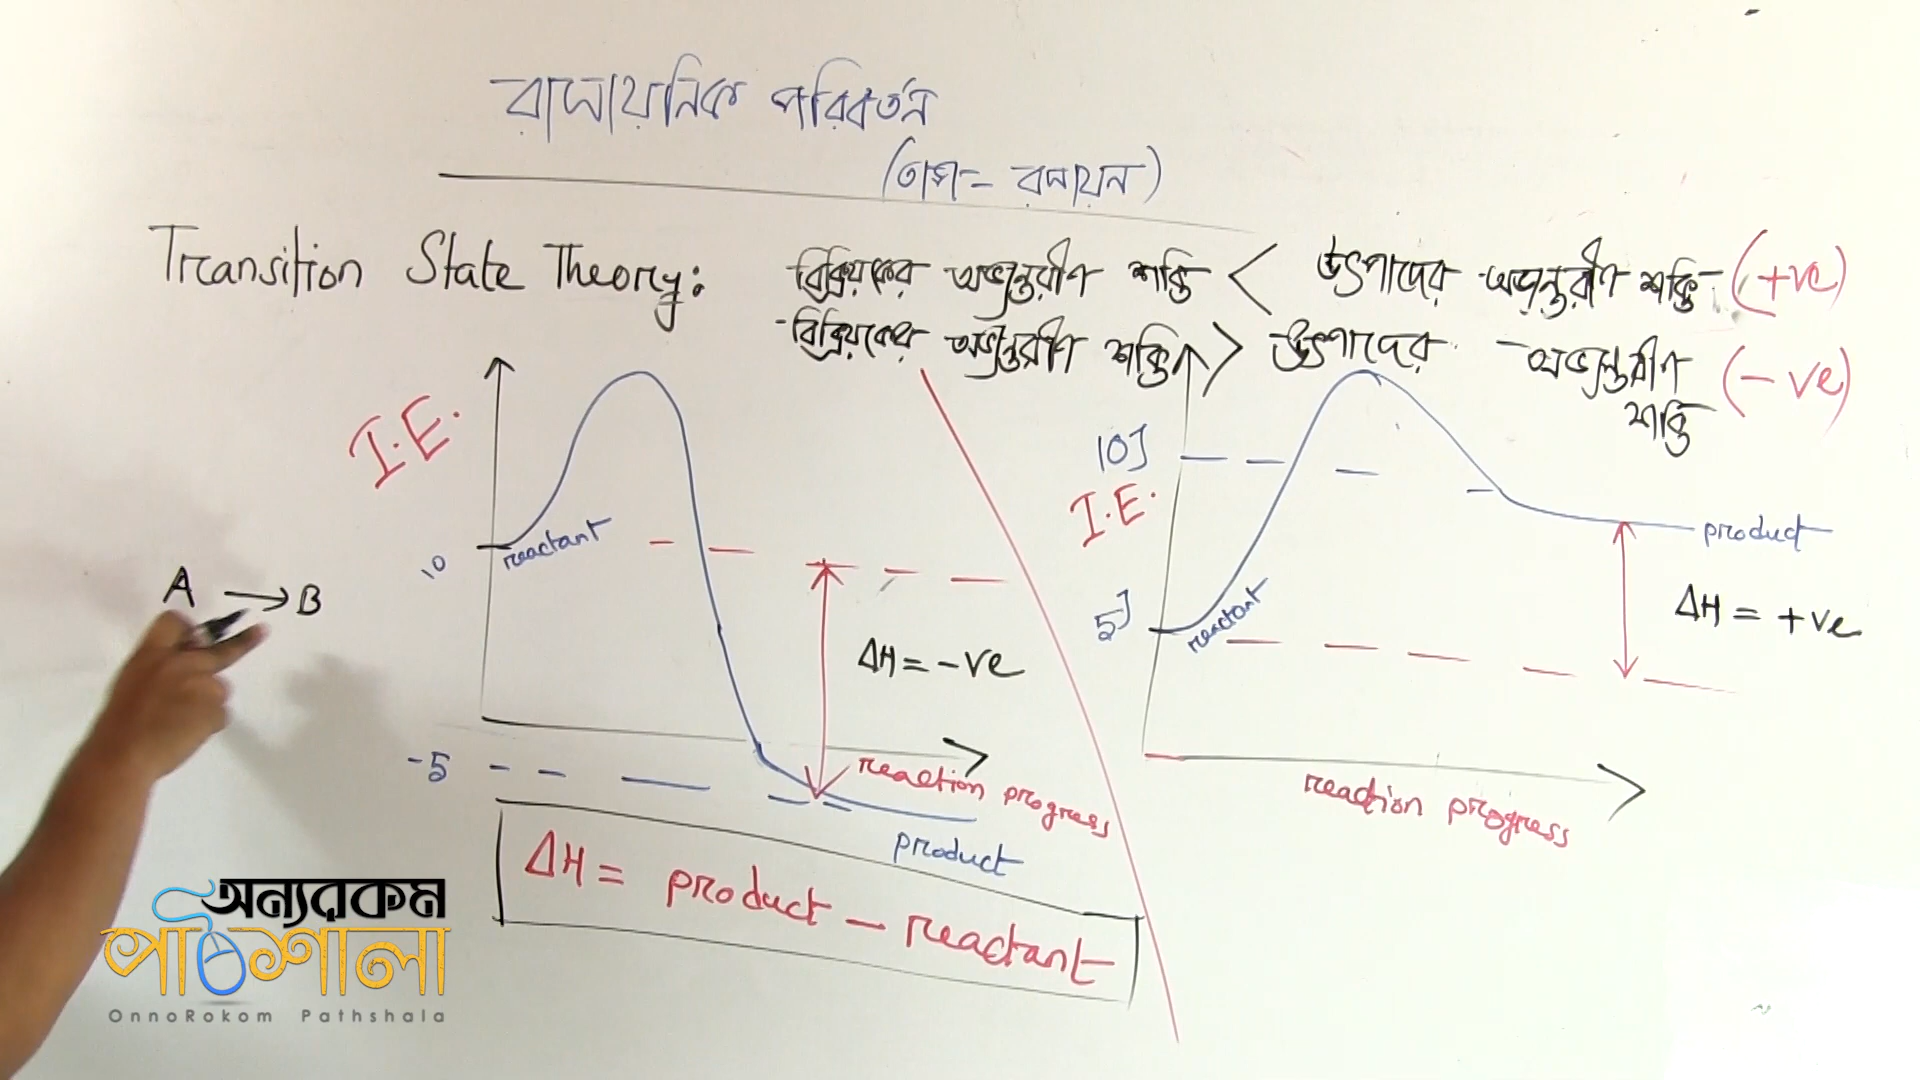 রাসায়নিক পরিবর্তন
(তাপ - রসায়ন)
Transition State Theory:
বিক্রিয়কের অভ্যন্তরীণ শক্তি < উৎপাদের অভ্যন্তরীণ শক্তি (+ve)
বিক্রিয়কের অভ্যন্তরীণ শক্তি > উৎপাদের অভ্যন্তরীণ (-ve)
শক্তি
I.E.
10
reactant
A → B
ΔH = -ve
-5
reaction progress
product
ΔH = product - reactant
10J
I.E.
5J
reactant
product
ΔH = +ve
reaction progress
অন্যরকম
পাঠশালা
OnnoRokom Pathshala